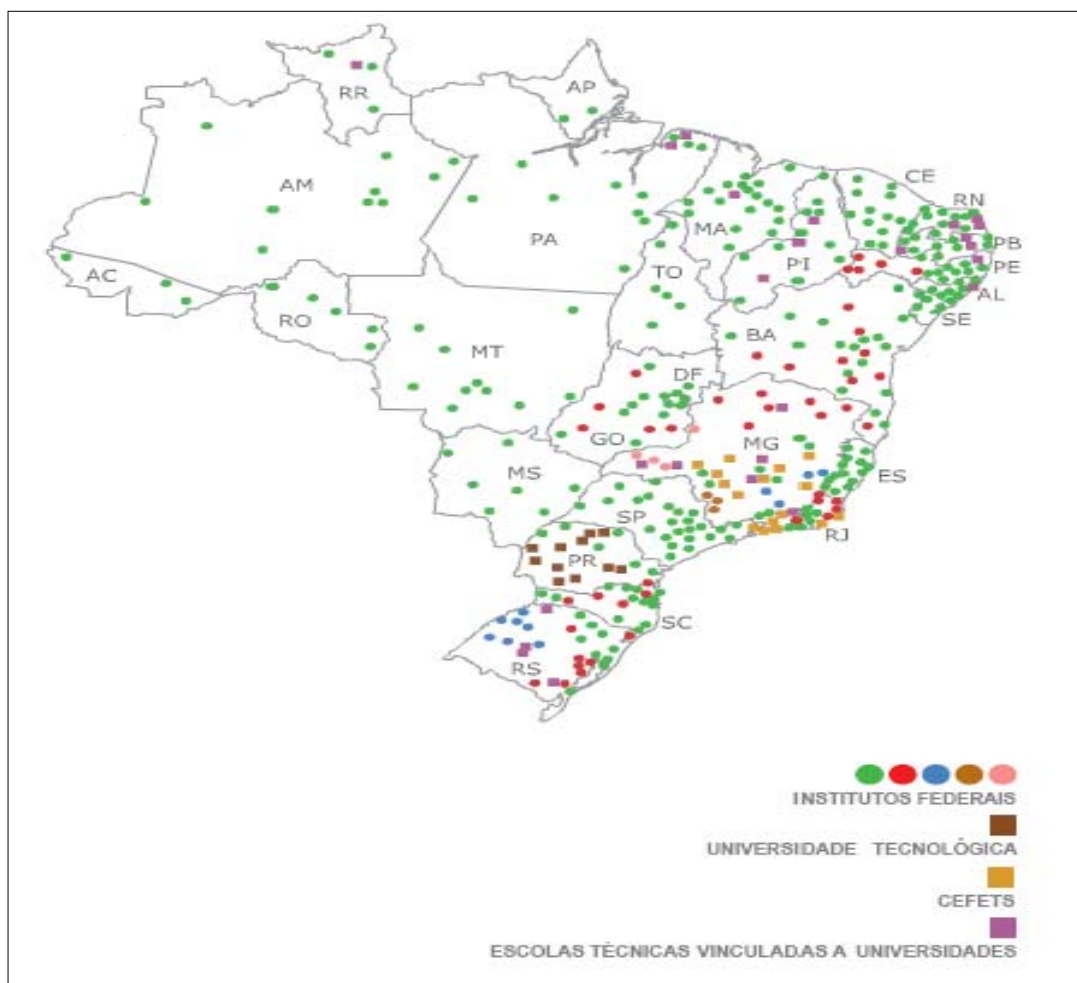 RR
AP
AM
PA
MA
CE
RN
PB
PE
AL
SE
PI
TO
AC
RO
MT
BA
DF
GO
MG
ES
MS
SP
RJ
PR
SC
RS
INSTITUTOS FEDERAIS
UNIVERSIDADE TECNOLÓGICA
CEFETS
ESCOLAS TÉCNICAS VINCULADAS A UNIVERSIDADES